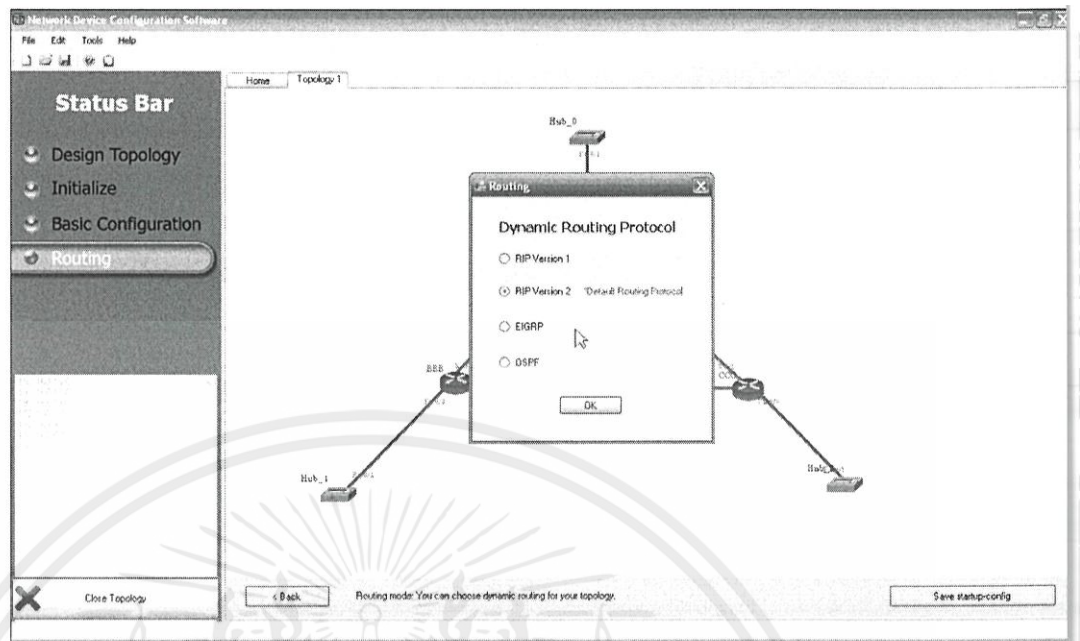 Network Device Configuration Software
File Edit Tools Help
Home Topology 1
Status Bar
Design Topology
Initialize
Basic Configuration
Routing
Hub_0
Routing
Dynamic Routing Protocol
RIP Version 1
RIP Version 2 *Default Routing Protocol
EIGRP
OSPF
OK
BBB
Hub_1
Close Topology
< Back
Routing mode: You can choose dynamic routing for your topology.
Save startup-config